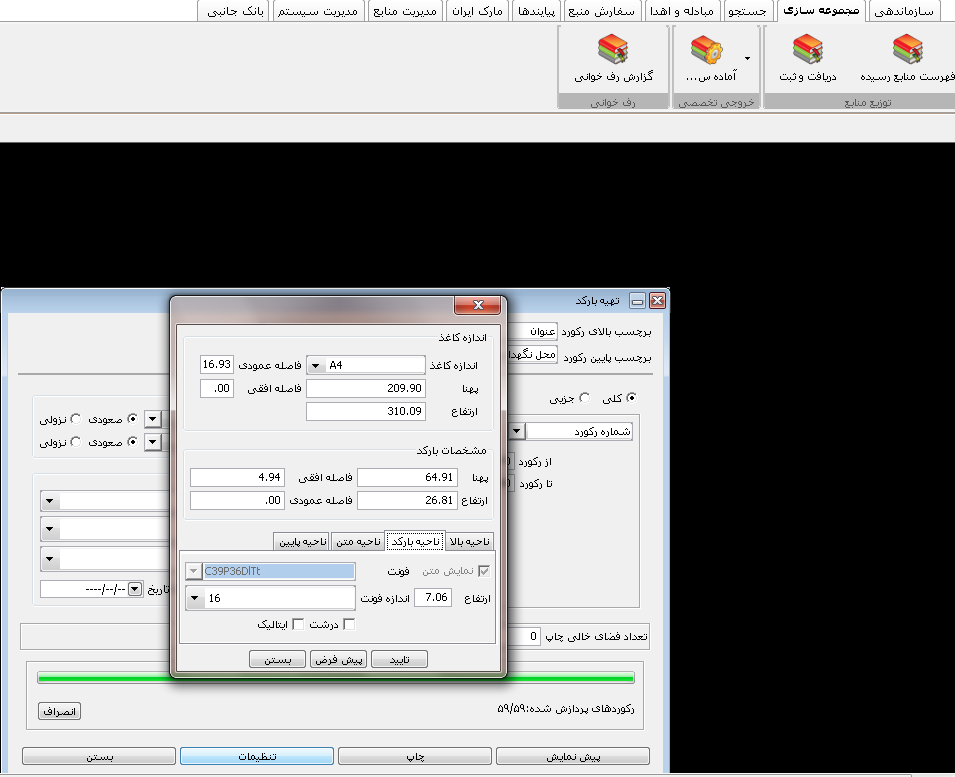 سازماندهی مجموعه سازی جستجو مبادله و اهدا سفارش منبع پیایندها مارک ایران مدیریت منابع مدیریت سیستم بانک جانبی
فهرست منابع رسیده دریافت و ثبت آماده س... گزارش رف خوانی
توزیع منابع خروجی تخصصی رف خوانی
تهیه بارکد
برچسب بالای رکورد عنوان
برچسب پایین رکورد محل نگهدا
کلی جزیی
شماره رکورد
از رکورد 0
تا رکورد 0
صعودی نزولی
صعودی نزولی
تاریخ --/--/----
تعداد فضای خالی چاپ 0
رکوردهای پردازش شده:۵۹/۵۹
انصراف
پیش نمایش چاپ تنظیمات بستن
اندازه کاغذ
اندازه کاغذ A4 فاصله عمودی 16.93
پهنا 209.90 فاصله افقی .00
ارتفاع 310.09
مشخصات بارکد
پهنا 64.91 فاصله افقی 4.94
ارتفاع 26.81 فاصله عمودی .00
ناحیه بالا ناحیه بارکد ناحیه متن ناحیه پایین
نمایش متن فونت C39P36DlTt
ارتفاع 7.06 اندازه فونت 16
درشت ایتالیک
تایید پیش فرض بستن